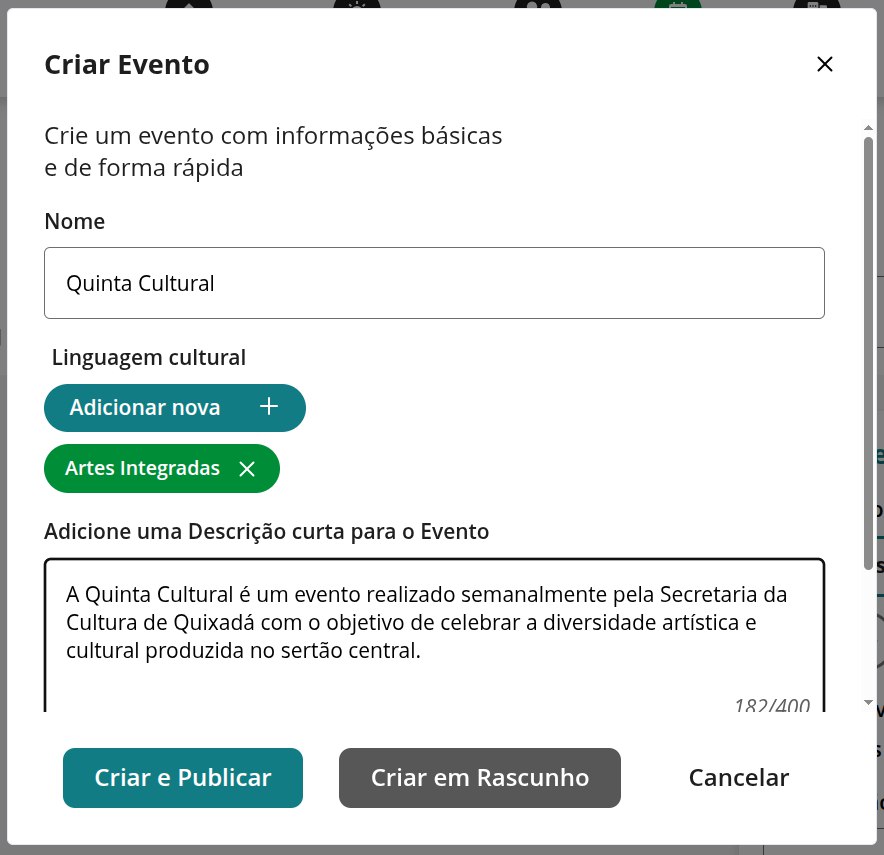 Criar Evento
Crie um evento com informações básicas
e de forma rápida
Nome
Quinta Cultural
Linguagem cultural
Adicionar nova
Artes Integradas
Adicione uma Descrição curta para o Evento
A Quinta Cultural é um evento realizado semanalmente pela Secretaria da
Cultura de Quixadá com o objetivo de celebrar a diversidade artística e
cultural produzida no sertão central.
182/400
Criar e Publicar
Criar em Rascunho
Cancelar